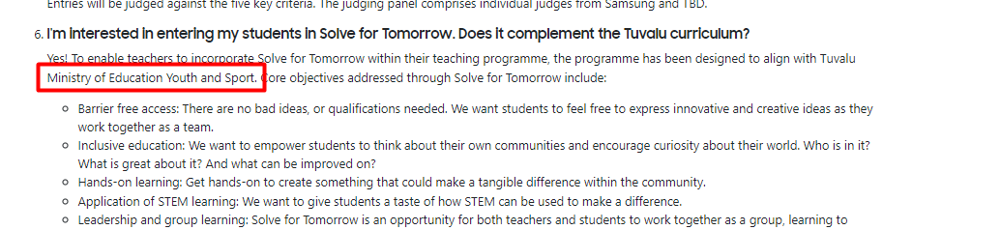 Entries will be judged against the five key criteria. The judging panel comprises individual judges from Samsung and TBD.
6. I'm interested in entering my students in Solve for Tomorrow. Does it complement the Tuvalu curriculum?
Yes! To enable teachers to incorporate Solve for Tomorrow within their teaching programme, the programme has been designed to align with Tuvalu
Ministry of Education Youth and Sport. Core objectives addressed through Solve for Tomorrow include:
Barrier free access: There are no bad ideas, or qualifications needed. We want students to feel free to express innovative and creative ideas as they
work together as a team.
Inclusive education: We want to empower students to think about their own communities and encourage curiosity about their world. Who is in it?
What is great about it? And what can be improved on?
Hands-on learning: Get hands-on to create something that could make a tangible difference within the community.
Application of STEM learning: We want to give students a taste of how STEM can be used to make a difference.
Leadership and group learning: Solve for Tomorrow is an opportunity for both teachers and students to work together as a group, learning to